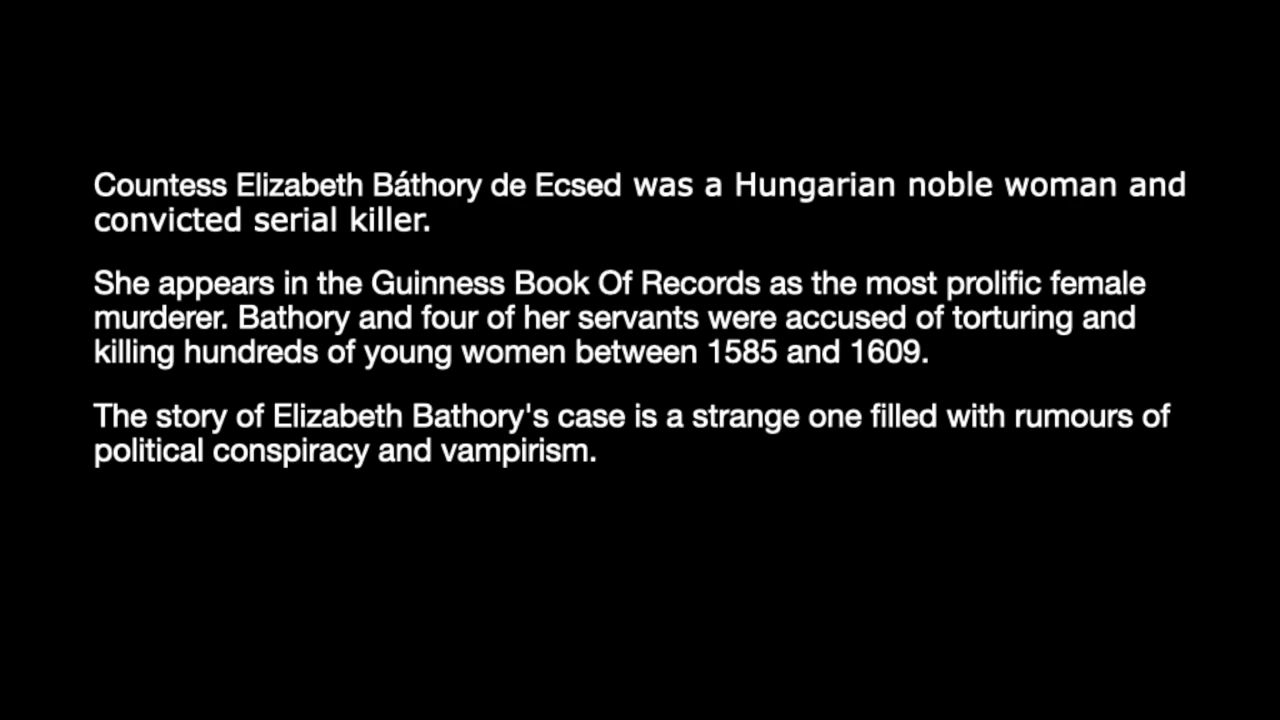 Countess Elizabeth Báthory de Ecsed was a Hungarian noble woman and
convicted serial killer.
She appears in the Guinness Book Of Records as the most prolific female
murderer. Bathory and four of her servants were accused of torturing and
killing hundreds of young women between 1585 and 1609.
The story of Elizabeth Bathory's case is a strange one filled with rumours of
political conspiracy and vampirism.